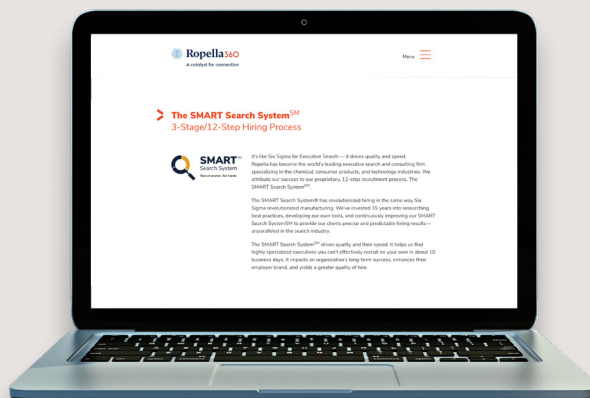 Ropella360
A catalyst for connection
Menu
The SMART Search System℠
3-Stage/12-Step Hiring Process
SMART℠
Search System
Recruit smarter. Not harder.
It's like Six Sigma for Executive Search — it drives quality and speed.
Ropella has become the world's leading executive search and consulting firm
specializing in the chemical, consumer products, and technology industries. We
attribute our success to our proprietary, 12-step recruitment process, The
SMART Search System℠.
The SMART Search System® has revolutionized hiring in the same way Six
Sigma revolutionized manufacturing. We've invested 35 years into researching
best practices, developing our own tools, and continuously improving our SMART
Search SystemSM to provide our clients precise and predictable hiring results—
unparalleled in the search industry.
The SMART Search System℠ drives quality and then speed. It helps us find
highly specialized executives you can't effectively recruit on your own in about 10
business days. It impacts an organization's long-term success, enhances their
employer brand, and yields a greater quality of hire.